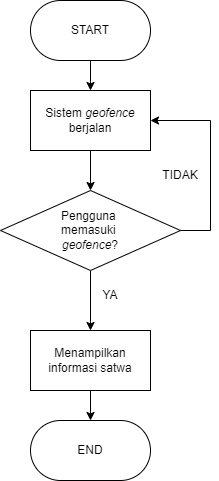 START
Sistem geofence
berjalan
TIDAK
Pengguna
memasuki
geofence?
YA
Menampilkan
informasi satwa
END